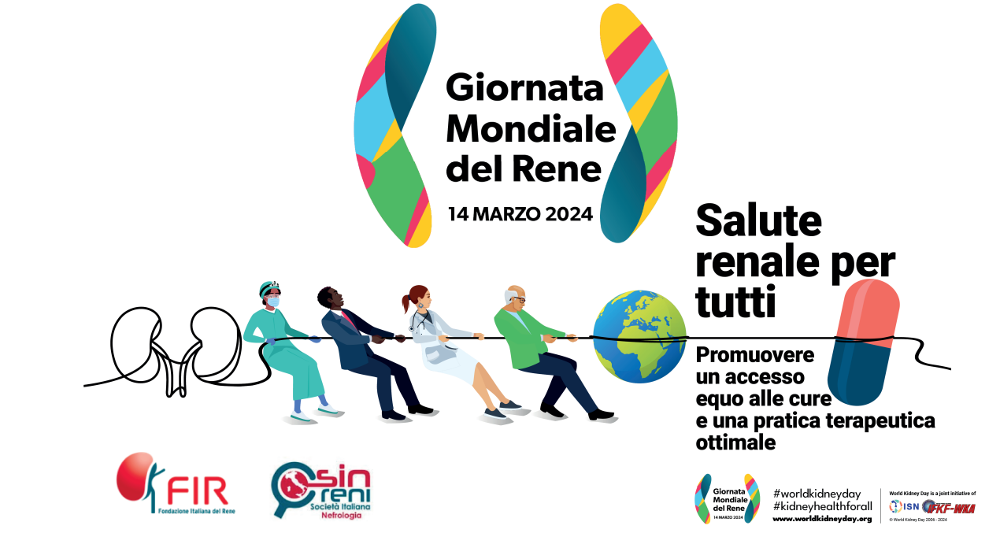 Giornata
Mondiale
del Rene
14 MARZO 2024
Salute
renale per
tutti
Promuovere
un accesso
equo alle cure
e una pratica terapeutica
ottimale
FIR
Fondazione Italiana del Rene
sin
reni
Società Italiana
Nefrologia
Giornata
Mondiale
del Rene
14 MARZO 2024
#worldkidneyday
#kidneyhealthforall
www.worldkidneyday.org
World Kidney Day is a joint initiative of
ISN IFKF-WKA
© World Kidney Day 2006 - 2024